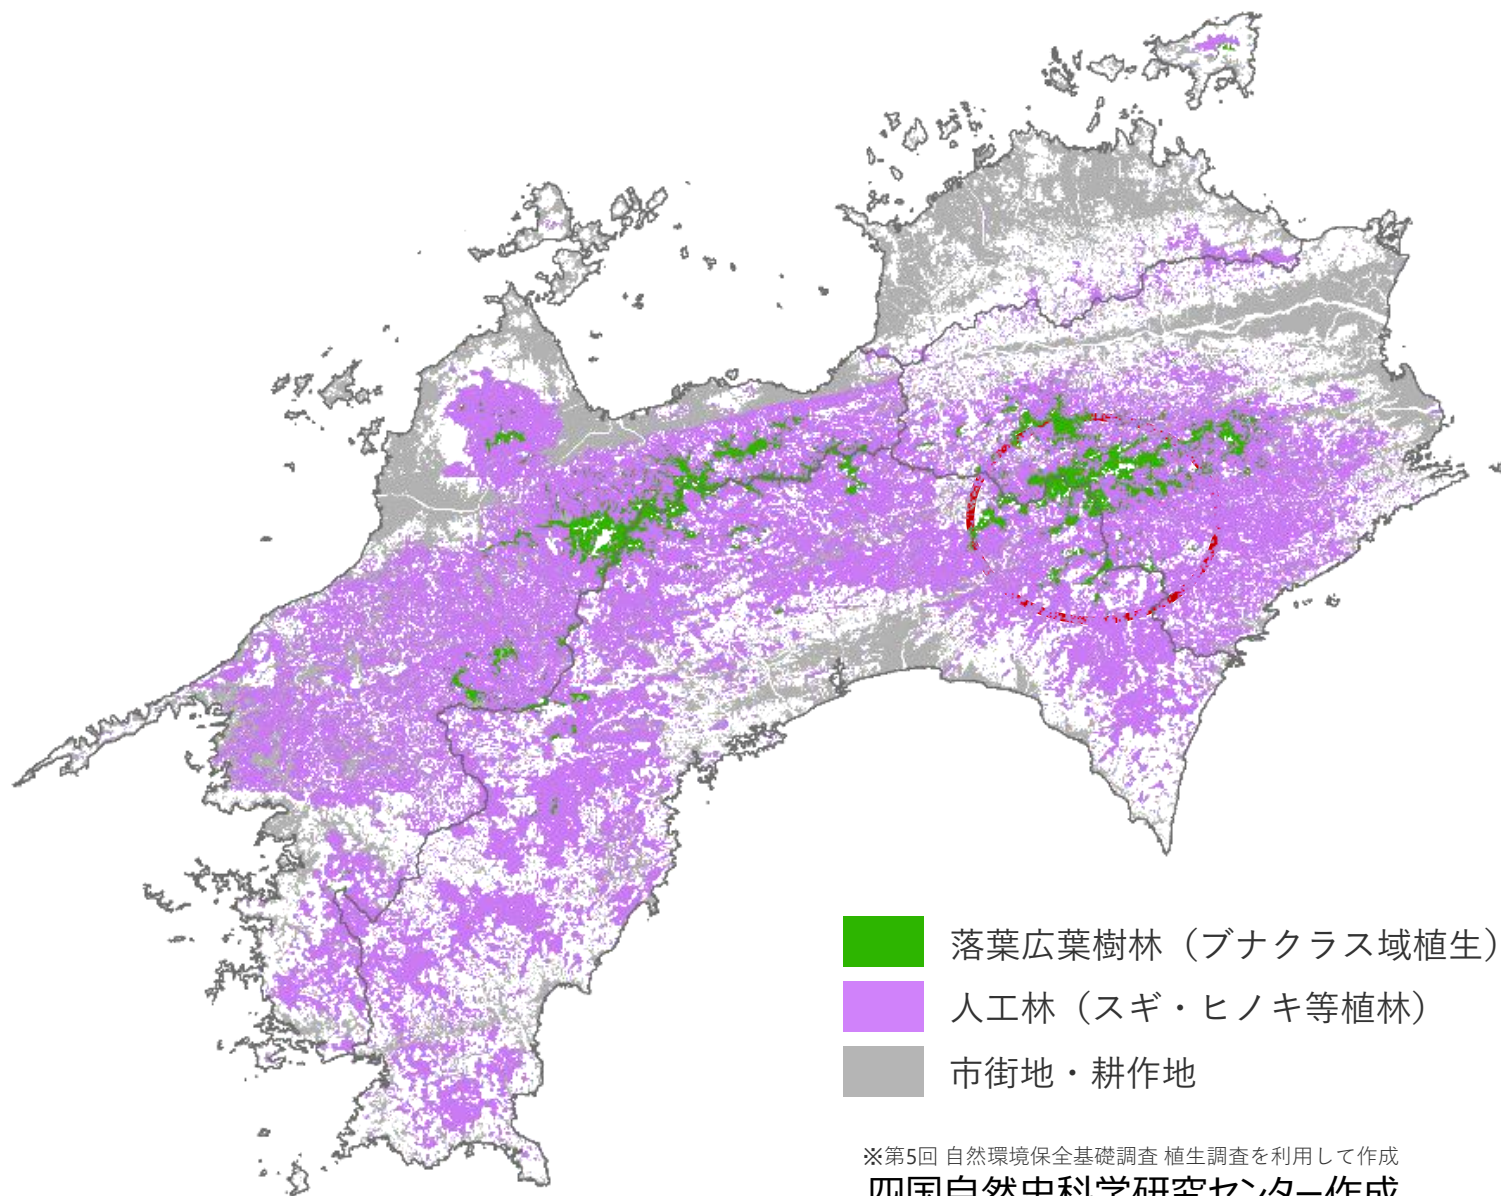 落葉広葉樹林（ブナクラス域植生）
人工林（スギ・ヒノキ等植林）
市街地・耕作地
※第5回 自然環境保全基礎調査 植生調査を利用して作成
四国自然史科学研究センター作成